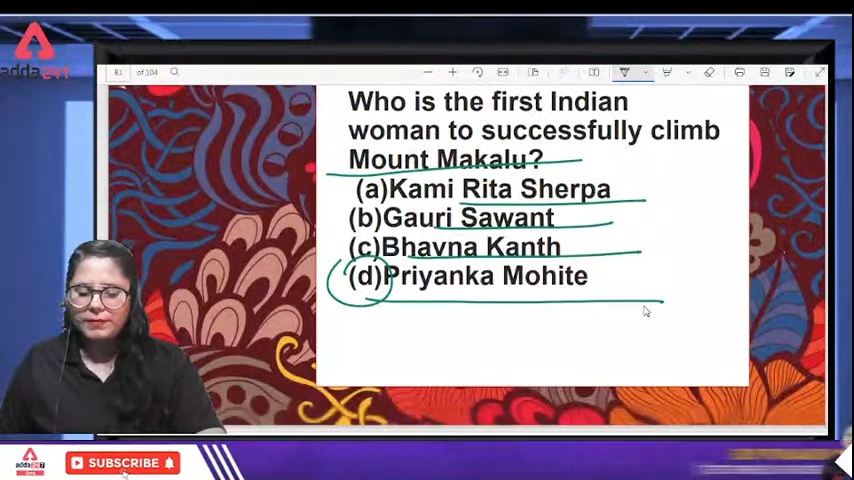 adda247
81 of 104
Who is the first Indian
woman to successfully climb
Mount Makalu?
(a)Kami Rita Sherpa
(b)Gauri Sawant
(c)Bhavna Kanth
(d)Priyanka Mohite
adda247
SUBSCRIBE